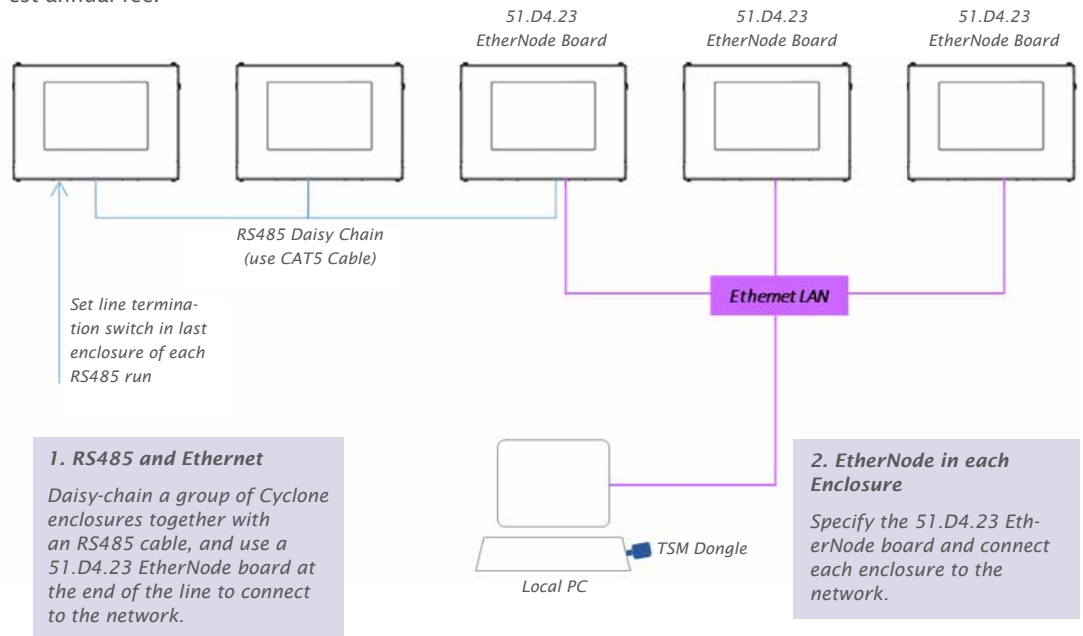 est annual fee.
51.D4.23
EtherNode Board
51.D4.23
EtherNode Board
51.D4.23
EtherNode Board
RS485 Daisy Chain
(use CAT5 Cable)
Ethernet LAN
Set line termina-
tion switch in last
enclosure of each
RS485 run
1. RS485 and Ethernet
Daisy-chain a group of Cyclone
enclosures together with
an RS485 cable, and use a
51.D4.23 EtherNode board at
the end of the line to connect
to the network.
TSM Dongle
Local PC
2. EtherNode in each
Enclosure
Specify the 51.D4.23 Eth-
erNode board and connect
each enclosure to the
network.